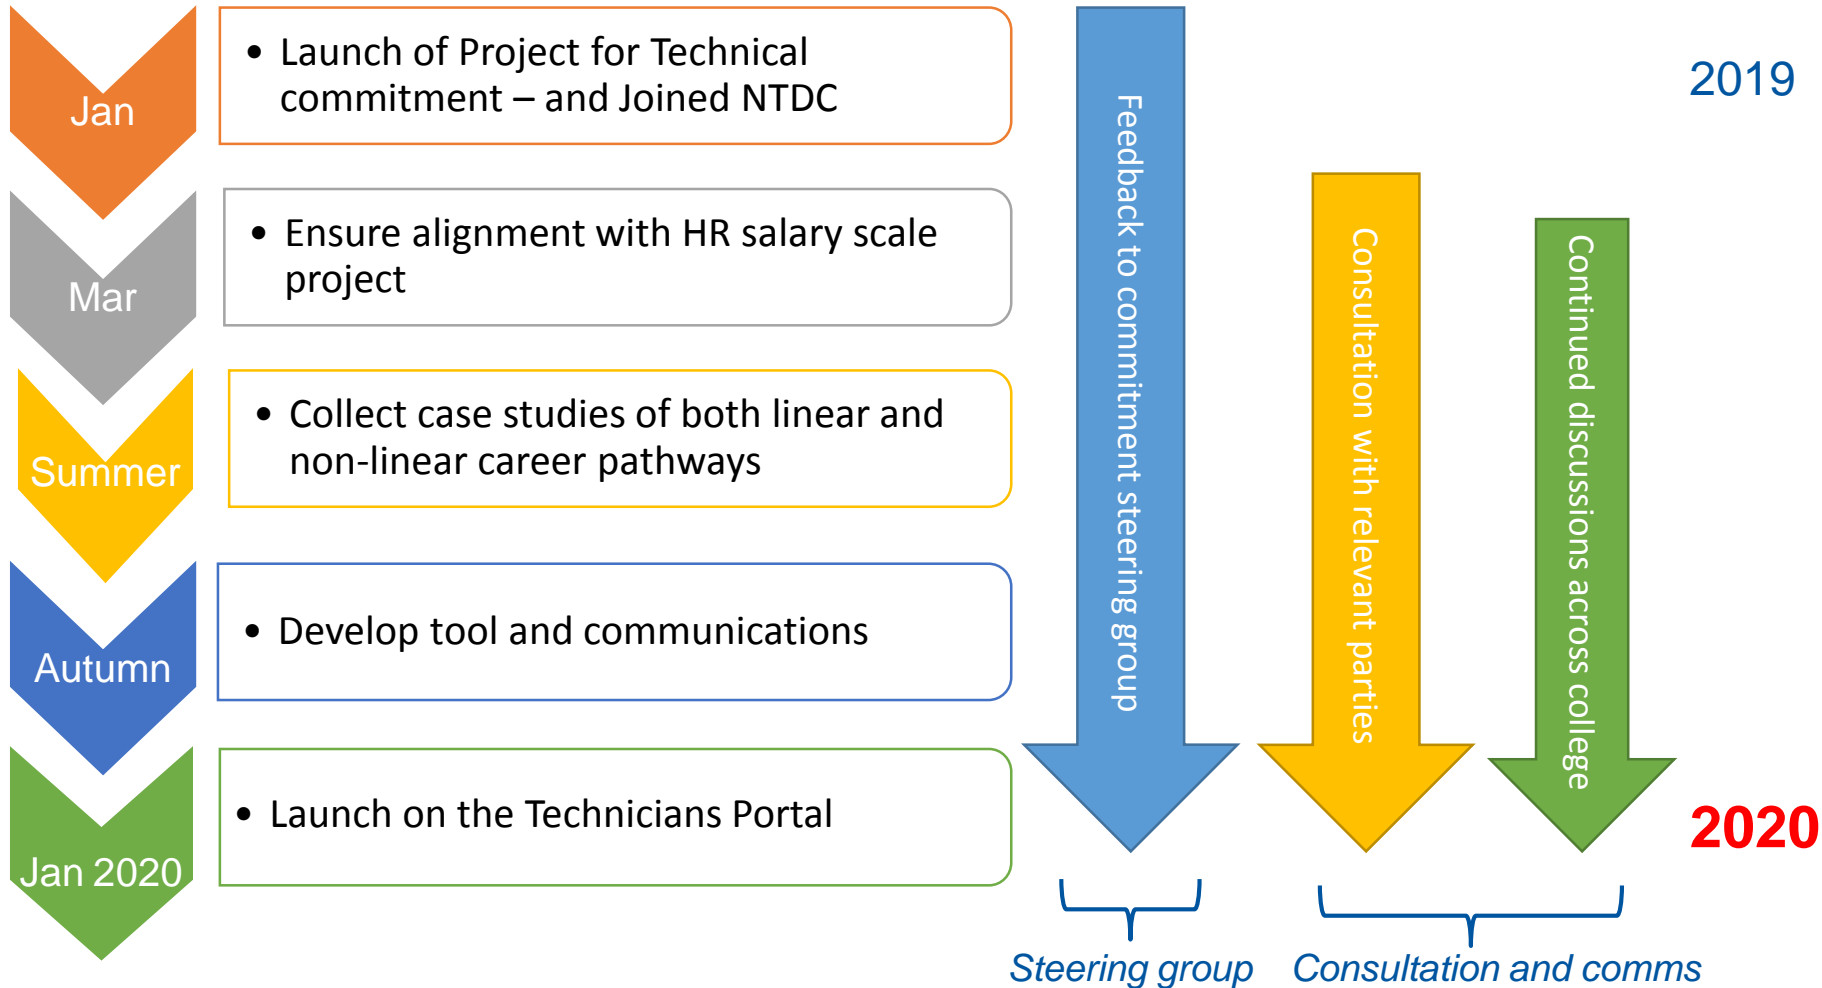 Jan
• Launch of Project for Technical
commitment – and Joined NTDC
Mar
• Ensure alignment with HR salary scale
project
Summer
• Collect case studies of both linear and
non-linear career pathways
Autumn
• Develop tool and communications
Jan 2020
• Launch on the Technicians Portal
Feedback to commitment steering group
Consultation with relevant parties
Continued discussions across college
2019
2020
Steering group
Consultation and comms